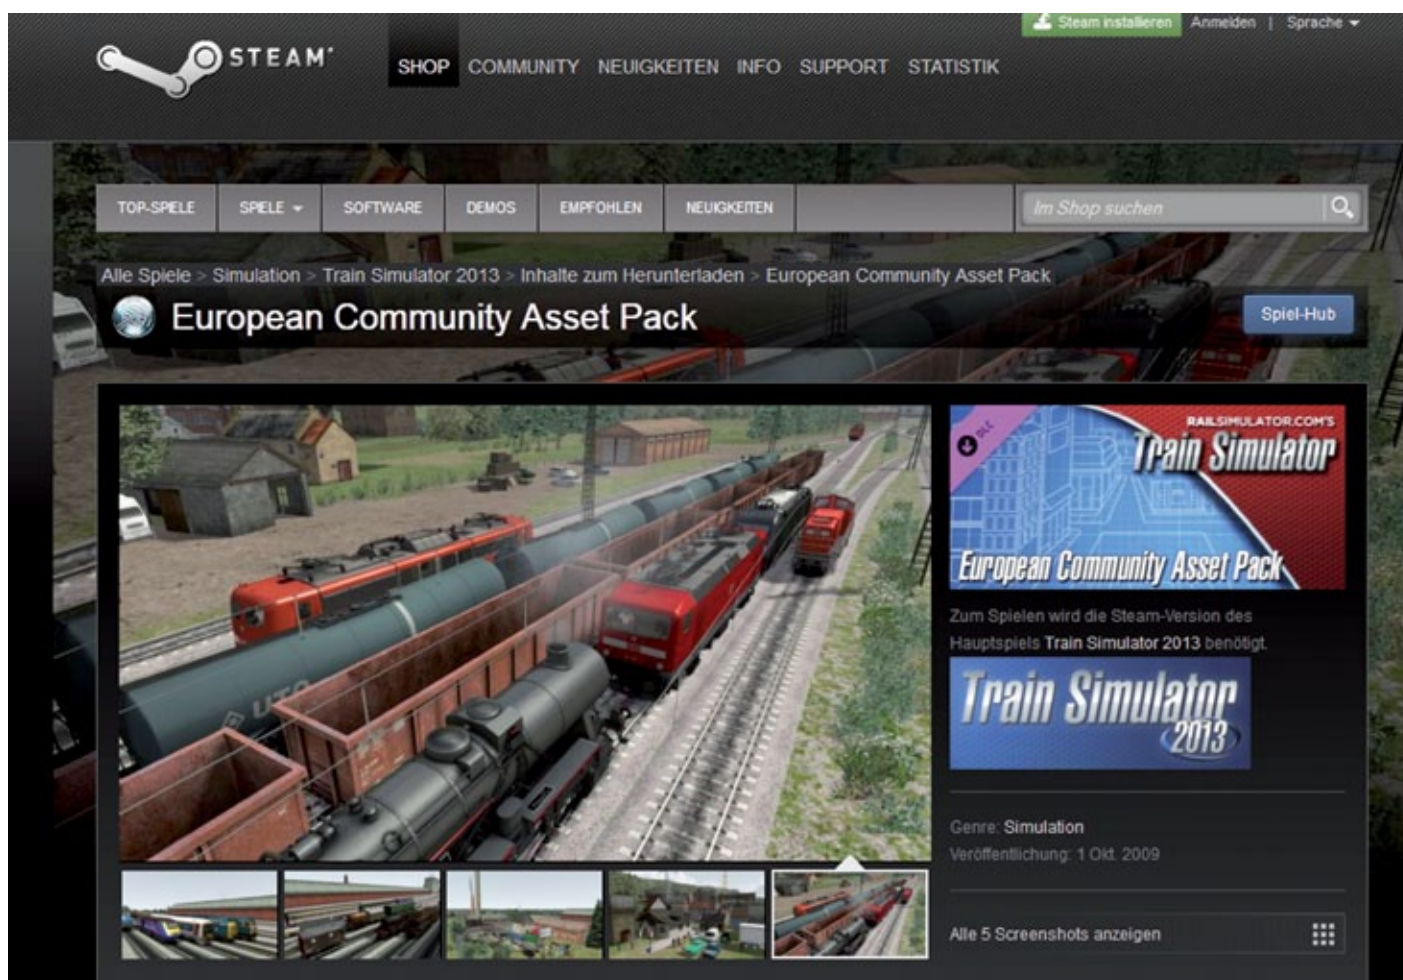 Steam installieren Anmelden | Sprache
STEAM
SHOP COMMUNITY NEUIGKEITEN INFO SUPPORT STATISTIK
TOP-SPIELE SPIELE SOFTWARE DEMOS EMPFOHLEN NEUIGKEITEN Im Shop suchen
Alle Spiele > Simulation > Train Simulator 2013 > Inhalte zum Herunterladen > European Community Asset Pack
European Community Asset Pack
Spiel-Hub
DLC
RAILSIMULATOR.COM'S
Train Simulator
European Community Asset Pack
Zum Spielen wird die Steam-Version des
Hauptspiels Train Simulator 2013 benötigt.
Train Simulator
2013
Genre: Simulation
Veröffentlichung: 1 Okt. 2009
Alle 5 Screenshots anzeigen